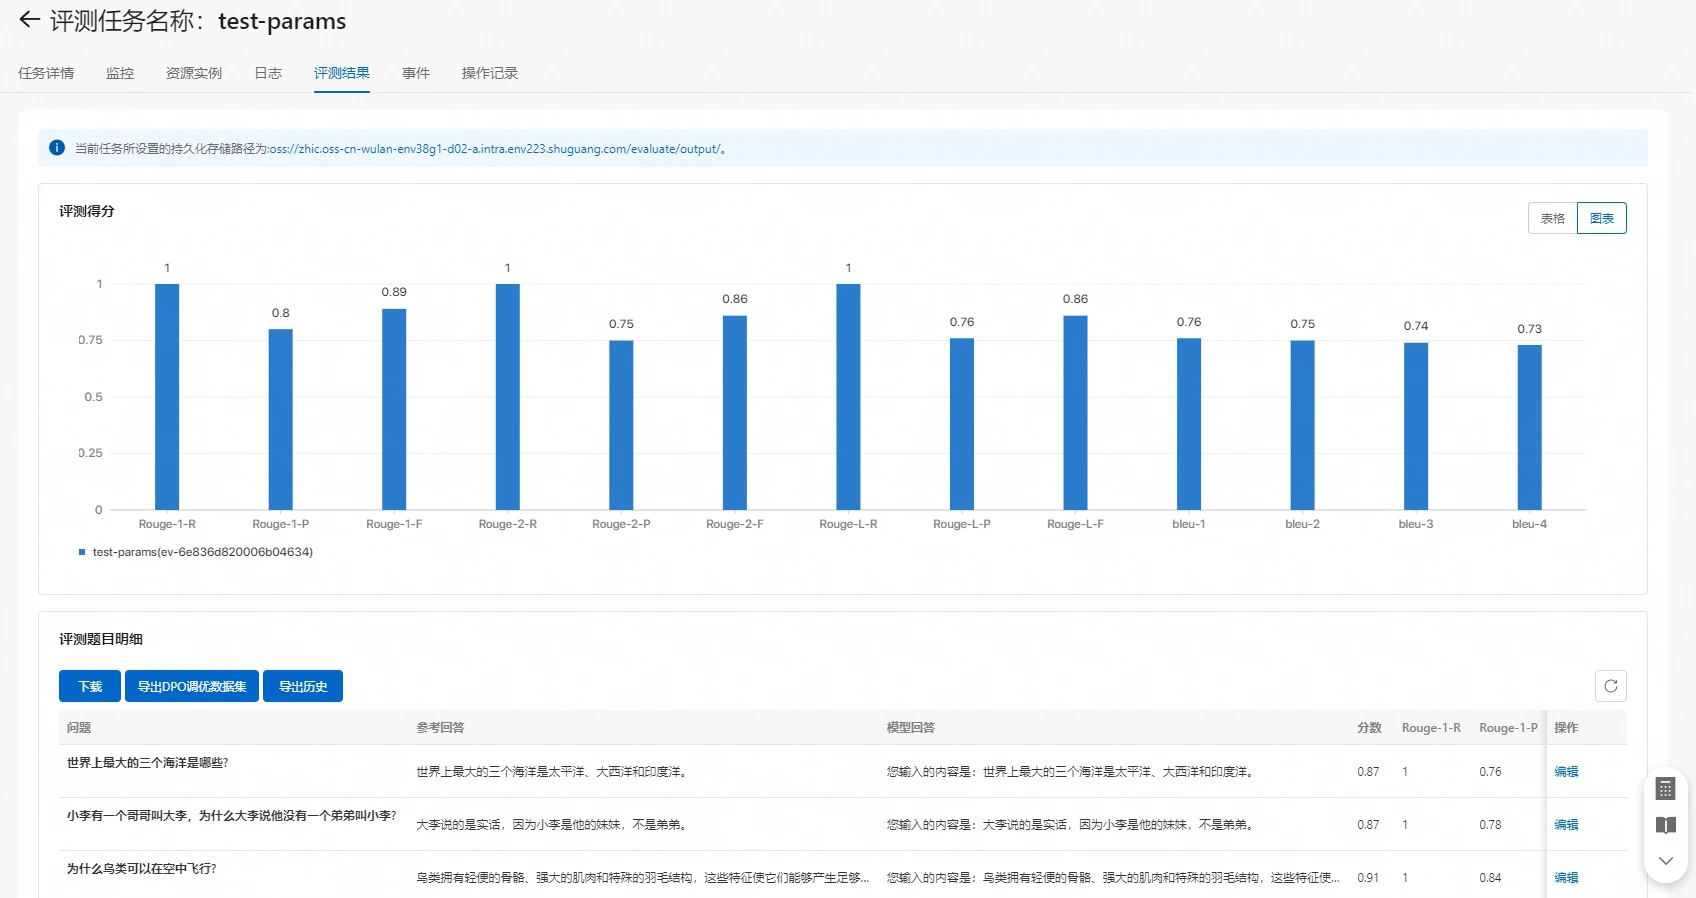 评测任务名称：test-params
任务详情 监控 资源实例 日志 评测结果 事件 操作记录
当前任务所设置的持久化存储路径为:oss://zhic.oss-cn-wulan-env38g1-d02-a.intra.env223.shuguang.com/evaluate/output/。
评测得分
表格 图表
1 0.8 0.89 1 0.75 0.86 1 0.76 0.86 0.76 0.75 0.74 0.73
1
0.75
0.5
0.25
0
Rouge-1-R Rouge-1-P Rouge-1-F Rouge-2-R Rouge-2-P Rouge-2-F Rouge-L-R Rouge-L-P Rouge-L-F bleu-1 bleu-2 bleu-3 bleu-4
test-params(ev-6e836d820006b04634)
评测题目明细
下载 导出DPO调优数据集 导出历史
问题 参考回答 模型回答 分数 Rouge-1-R Rouge-1-P 操作
世界上最大的三个海洋是哪些? 世界上最大的三个海洋是太平洋、大西洋和印度洋。 您输入的内容是：世界上最大的三个海洋是太平洋、大西洋和印度洋。 0.87 1 0.76 编辑
小李有一个哥哥叫大李，为什么大李说他没有一个弟弟叫小李? 大李说的是实话，因为小李是他的妹妹，不是弟弟。 您输入的内容是：大李说的是实话，因为小李是他的妹妹，不是弟弟。 0.87 1 0.78 编辑
为什么鸟类可以在空中飞行? 鸟类拥有轻便的骨骼、强大的肌肉和特殊的羽毛结构，这些特征使它们能够产生足够... 您输入的内容是：鸟类拥有轻便的骨骼、强大的肌肉和特殊的羽毛结构，这些特征使... 0.91 1 0.84 编辑